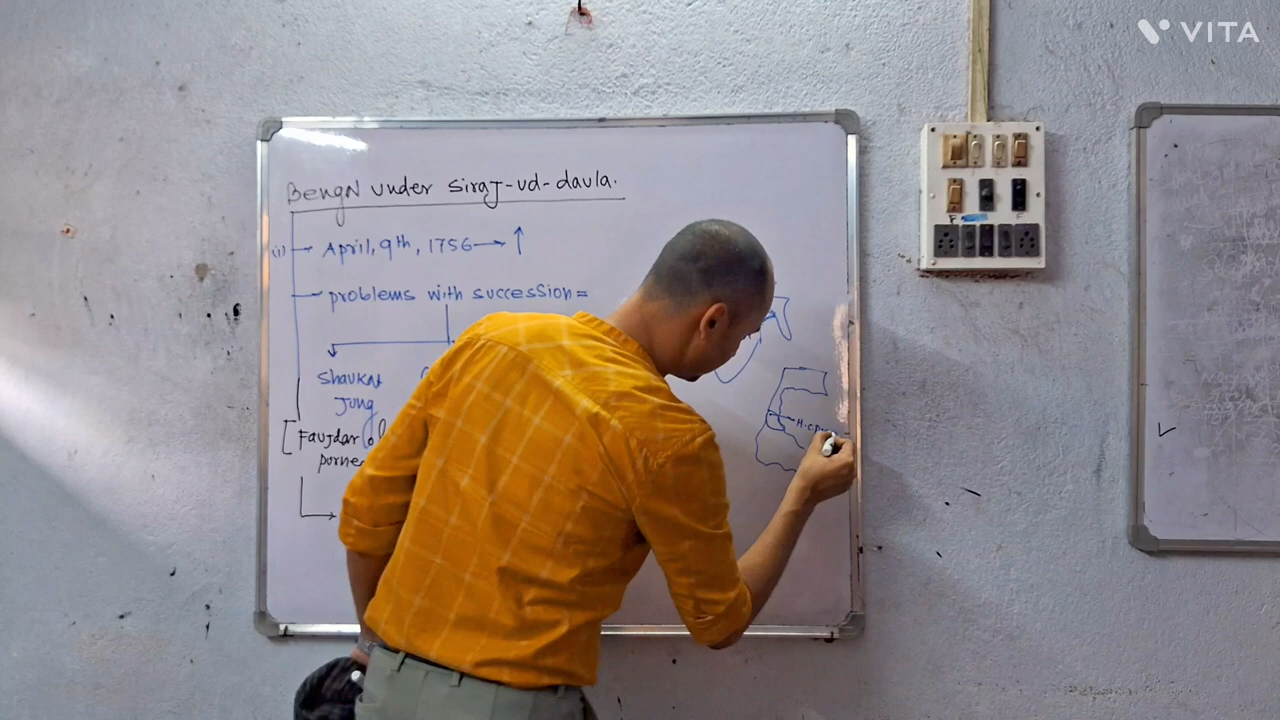 VITA
Bengal under siraj-ud-daula.
(i) April, 9th, 1756 → ↑
problems with succession =
Shaukat
Jung
[Faujdar of
purne